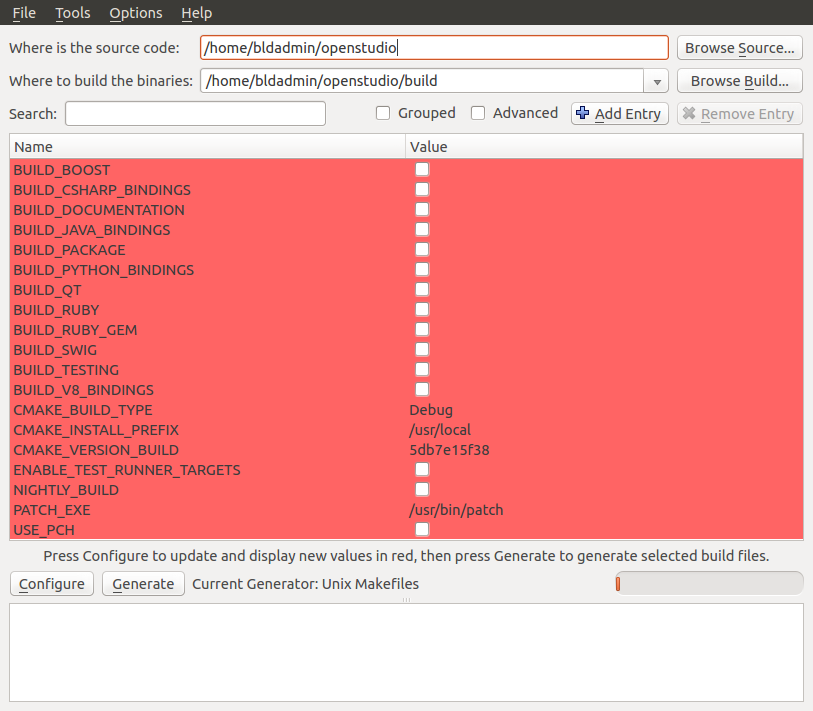 File Tools Options Help
Where is the source code: /home/bldadmin/openstudio Browse Source...
Where to build the binaries: /home/bldadmin/openstudio/build Browse Build...
Search: Grouped Advanced Add Entry Remove Entry
Name Value
BUILD_BOOST
BUILD_CSHARP_BINDINGS
BUILD_DOCUMENTATION
BUILD_JAVA_BINDINGS
BUILD_PACKAGE
BUILD_PYTHON_BINDINGS
BUILD_QT
BUILD_RUBY
BUILD_RUBY_GEM
BUILD_SWIG
BUILD_TESTING
BUILD_V8_BINDINGS
CMAKE_BUILD_TYPE Debug
CMAKE_INSTALL_PREFIX /usr/local
CMAKE_VERSION_BUILD 5db7e15f38
ENABLE_TEST_RUNNER_TARGETS
NIGHTLY_BUILD
PATCH_EXE /usr/bin/patch
USE_PCH
Press Configure to update and display new values in red, then press Generate to generate selected build files.
Configure Generate Current Generator: Unix Makefiles